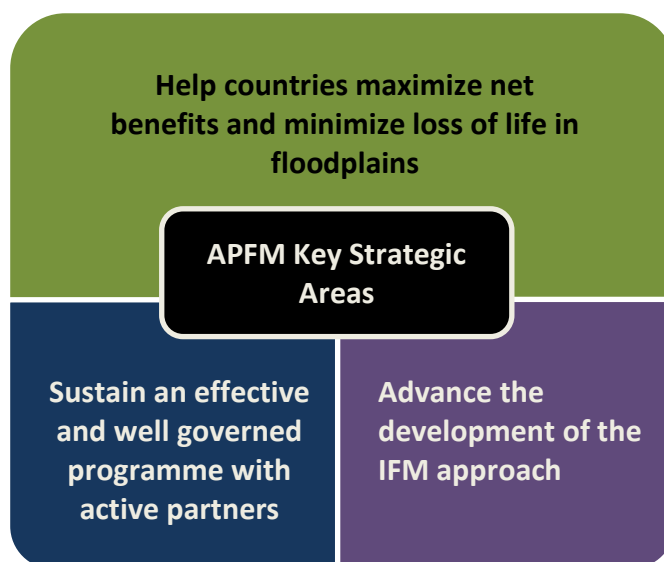 Help countries maximize net
benefits and minimize loss of life in
floodplains
APFM Key Strategic
Areas
Sustain an effective
and well governed
programme with
active partners
Advance the
development of the
IFM approach